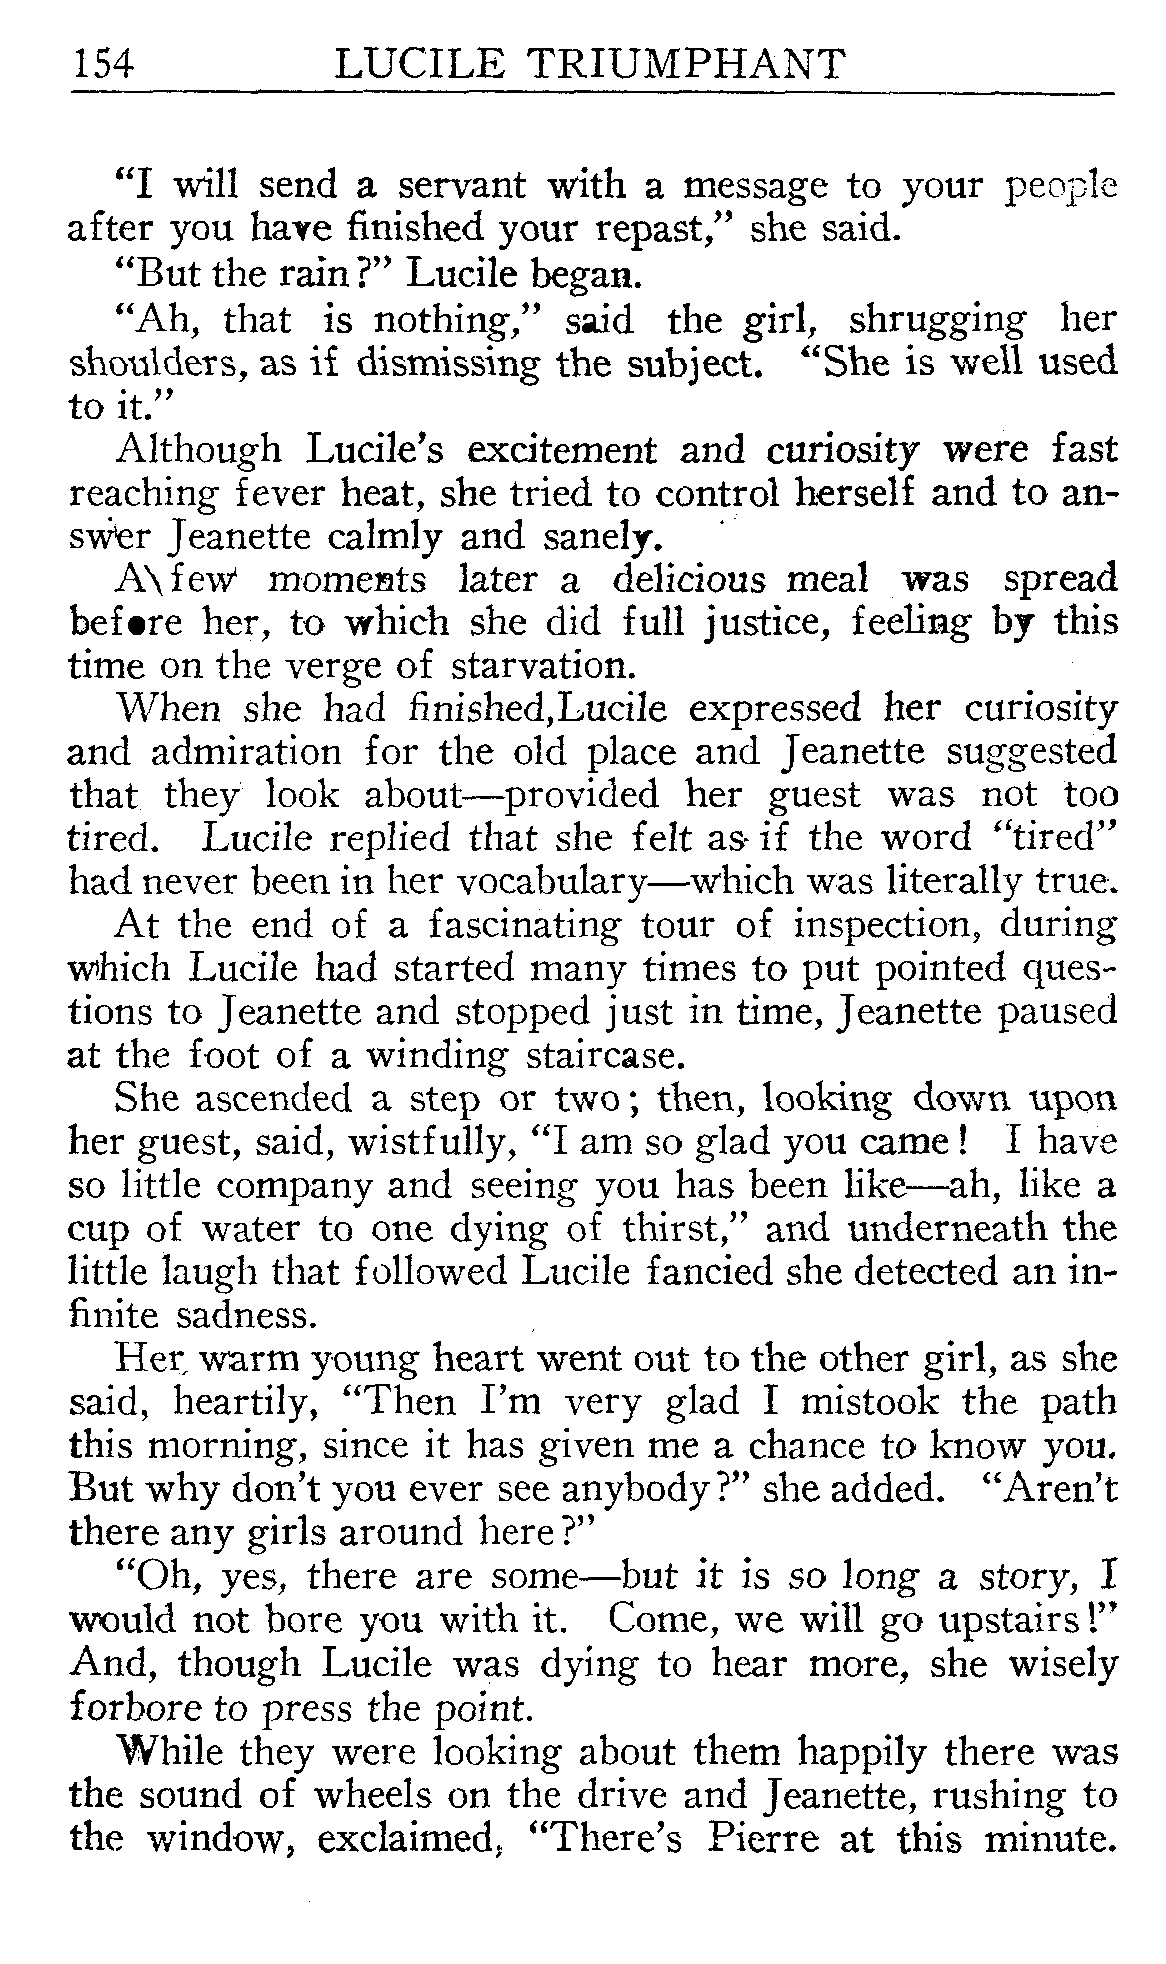 154 LUCILE TRIUMPHANT
“I will send a servant with a message to your people
after you have finished your repast,” she said.
“But the rain?” Lucile began.
“Ah, that is nothing,” said the girl, shrugging her
shoulders, as if dismissing the subject. “She is well used
to it.”
Although Lucile’s excitement and curiosity were fast
reaching fever heat, she tried to control herself and to an-
swer Jeanette calmly and sanely.
A few moments later a delicious meal was spread
before her, to which she did full justice, feeling by this
time on the verge of starvation.
When she had finished,Lucile expressed her curiosity
and admiration for the old place and Jeanette suggested
that they look about—provided her guest was not too
tired. Lucile replied that she felt as if the word “tired”
had never been in her vocabulary—which was literally true.
At the end of a fascinating tour of inspection, during
which Lucile had started many times to put pointed ques-
tions to Jeanette and stopped just in time, Jeanette paused
at the foot of a winding staircase.
She ascended a step or two; then, looking down upon
her guest, said, wistfully, “I am so glad you came! I have
so little company and seeing you has been like—ah, like a
cup of water to one dying of thirst,” and underneath the
little laugh that followed Lucile fancied she detected an in-
finite sadness.
Her warm young heart went out to the other girl, as she
said, heartily, “Then I’m very glad I mistook the path
this morning, since it has given me a chance to know you.
But why don’t you ever see anybody?” she added. “Aren’t
there any girls around here?”
“Oh, yes, there are some—but it is so long a story, I
would not bore you with it. Come, we will go upstairs!”
And, though Lucile was dying to hear more, she wisely
forbore to press the point.
While they were looking about them happily there was
the sound of wheels on the drive and Jeanette, rushing to
the window, exclaimed, “There’s Pierre at this minute.